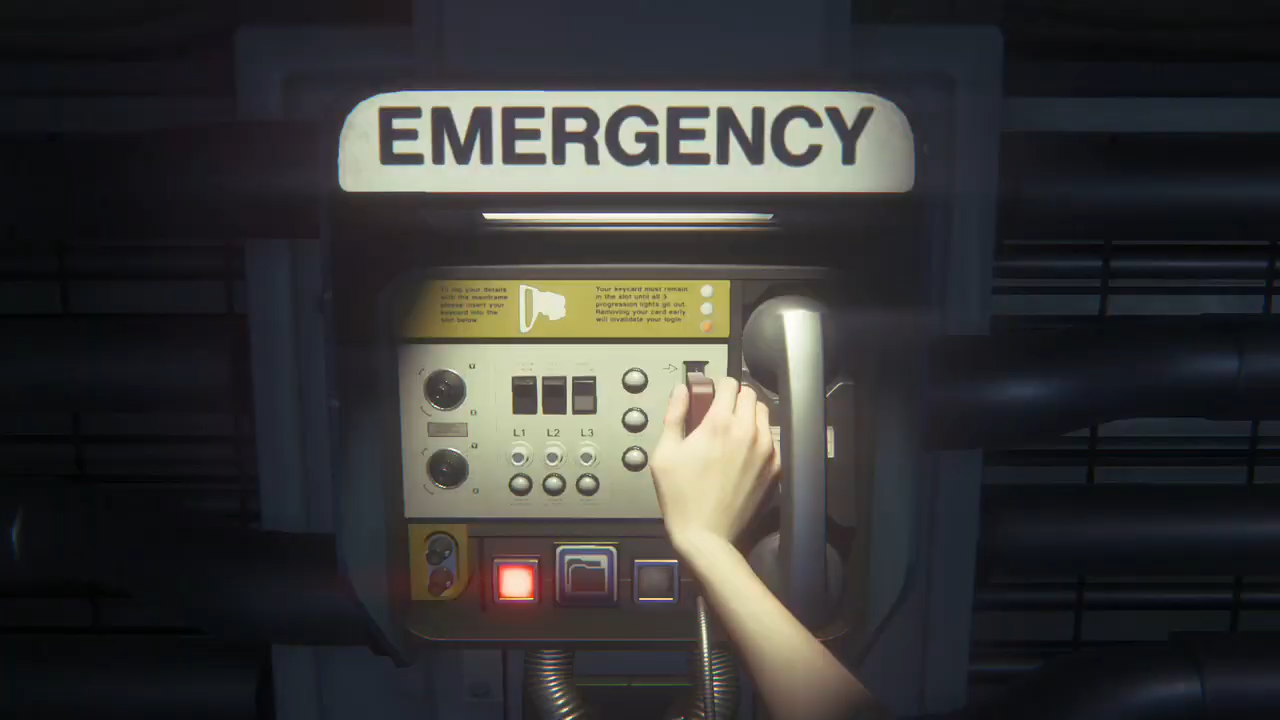 EMERGENCY
To log your details
with the mainframe
please insert your
keycard into the
slot below
Your keycard must remain
in the slot until all 3
progression lights go out.
Removing your card early
will invalidate your login
L1 L2 L3